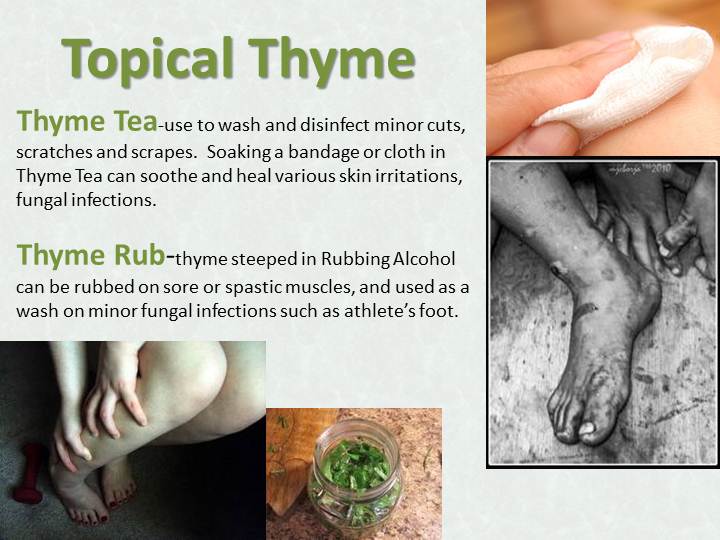 Topical Thyme
Thyme Tea-use to wash and disinfect minor cuts,
scratches and scrapes.  Soaking a bandage or cloth in
Thyme Tea can soothe and heal various skin irritations,
fungal infections.
Thyme Rub-thyme steeped in Rubbing Alcohol
can be rubbed on sore or spastic muscles, and used as a
wash on minor fungal infections such as athlete’s foot.